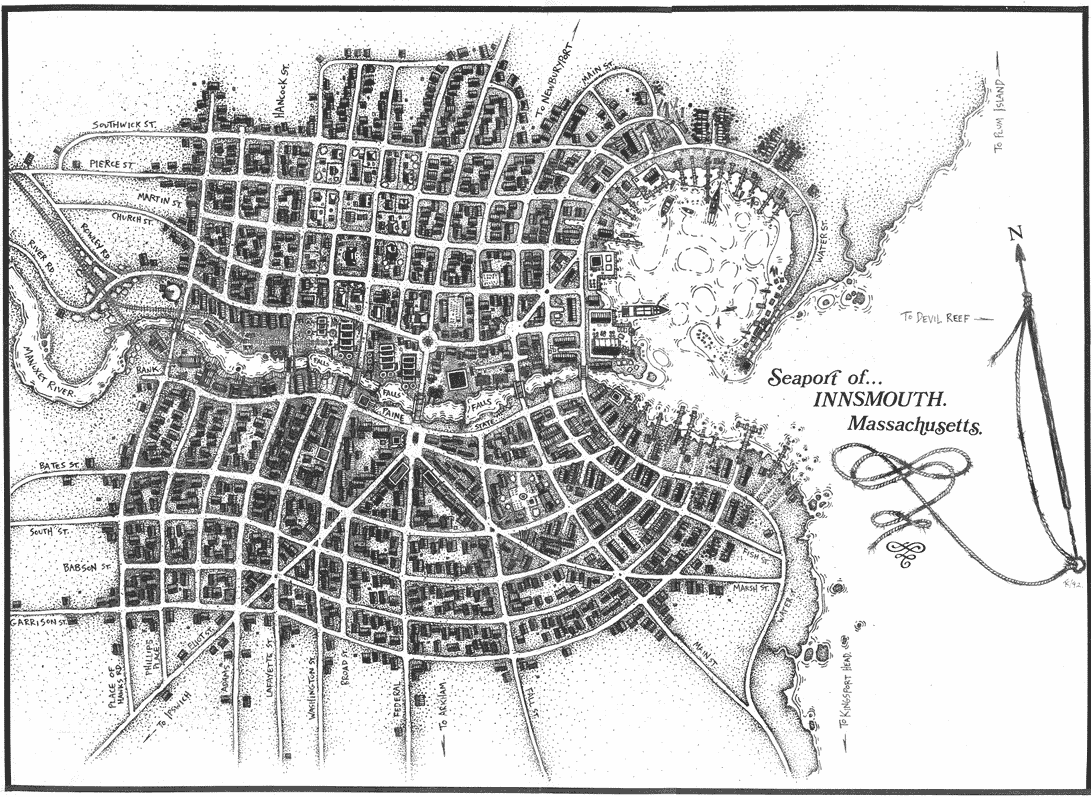 HANCOCK ST.
TO NEWBURYPORT
MAIN ST.
TO PLUM ISLAND
SOUTHWICK ST.
PIERCE ST.
MARTIN ST.
CHURCH ST.
ROWLEY RD
RIVER RD
WATER ST.
N
TO DEVIL REEF
MANUXET RIVER
BANK
FALLS
FALLS
FALLS
PAINE
STATE
Seaport of...
INNSMOUTH.
Massachusetts.
BATES ST.
SOUTH ST.
BABSON ST.
GARRISON ST.
FISH ST.
MARSH ST.
WATER ST.
MAIN ST.
PLACE OF
HAWKS RD.
PHILLIPS
PLACE
ELIOT ST.
TO IPSWICH
ADAMS
LAFAYETTE ST.
WASHINGTON ST.
BROAD ST.
FEDERAL
TO ARKHAM
FALL ST.
TO KINGSPORT HEAD